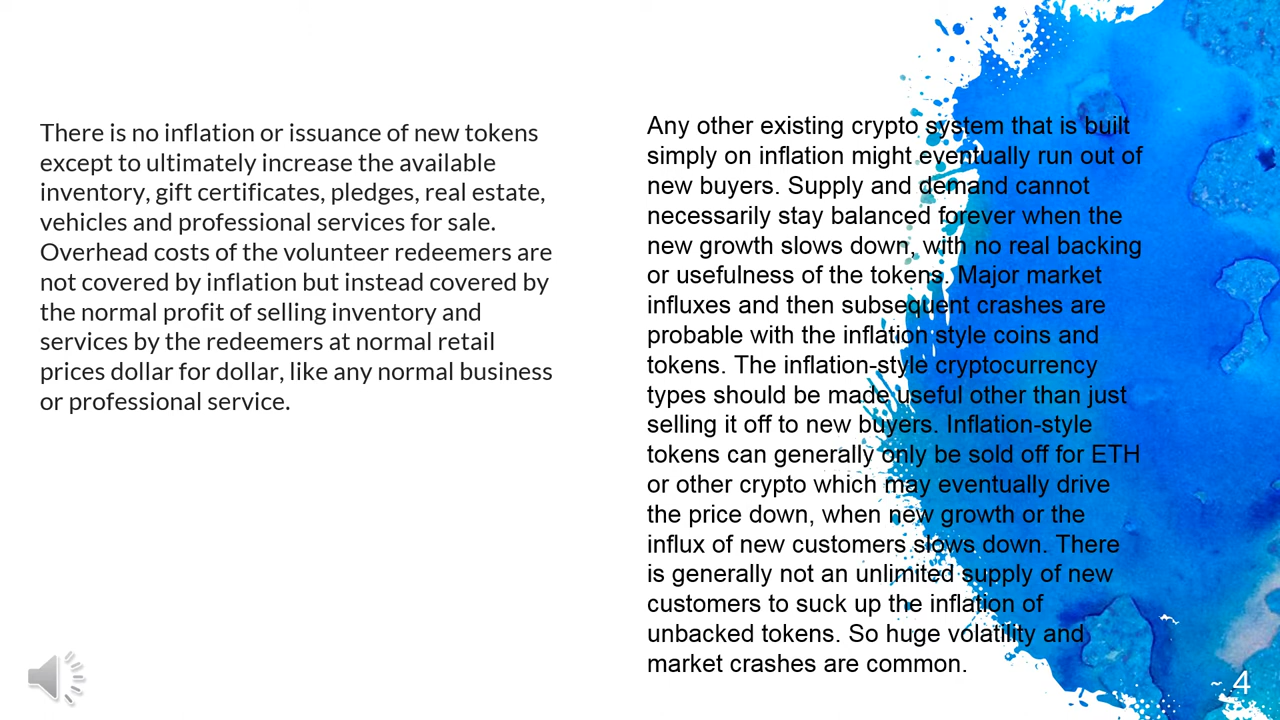 There is no inflation or issuance of new tokens
except to ultimately increase the available
inventory, gift certificates, pledges, real estate,
vehicles and professional services for sale.
Overhead costs of the volunteer redeemers are
not covered by inflation but instead covered by
the normal profit of selling inventory and
services by the redeemers at normal retail
prices dollar for dollar, like any normal business
or professional service.
Any other existing crypto system that is built
simply on inflation might eventually run out of
new buyers. Supply and demand cannot
necessarily stay balanced forever when the
new growth slows down, with no real backing
or usefulness of the tokens. Major market
influxes and then subsequent crashes are
probable with the inflation style coins and
tokens. The inflation-style cryptocurrency
types should be made useful other than just
selling it off to new buyers. Inflation-style
tokens can generally only be sold off for ETH
or other crypto which may eventually drive
the price down, when new growth or the
influx of new customers slows down. There
is generally not an unlimited supply of new
customers to suck up the inflation of
unbacked tokens. So huge volatility and
market crashes are common.
~ 4